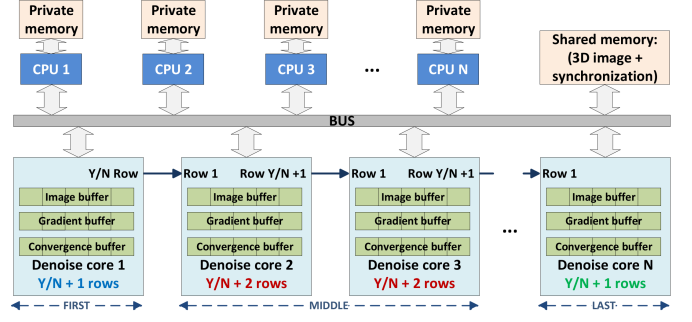 Private
memory
Private
memory
Private
memory
Private
memory
Shared memory:
(3D image +
synchronization)
CPU 1
CPU 2
CPU 3
...
CPU N
BUS
Y/N Row
Row 1
Row Y/N +1
Row 1
Row Y/N +1
Row 1
Image buffer
Image buffer
Image buffer
Image buffer
Gradient buffer
Gradient buffer
Gradient buffer
Gradient buffer
...
Convergence buffer
Convergence buffer
Convergence buffer
Convergence buffer
Denoise core 1
Denoise core 2
Denoise core 3
Denoise core N
Y/N + 1 rows
Y/N + 2 rows
Y/N + 2 rows
Y/N + 1 rows
FIRST
MIDDLE
LAST